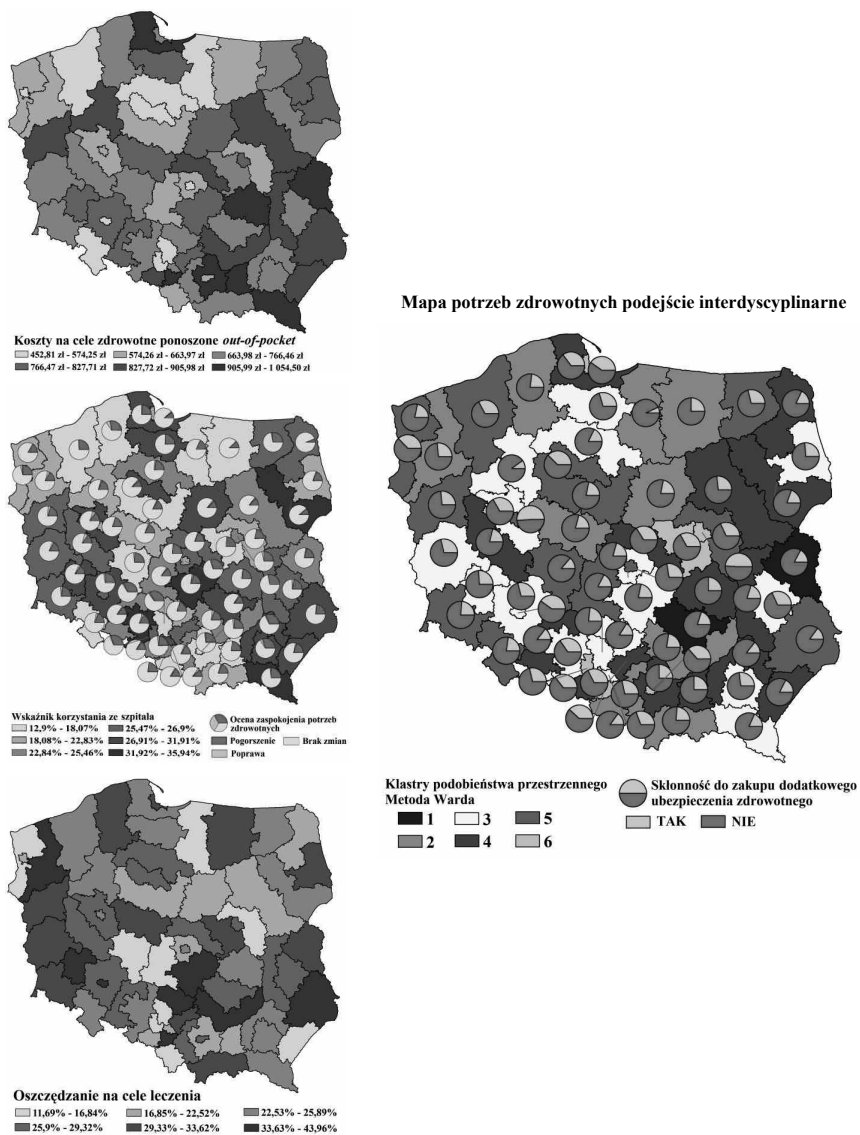 Koszty na cele zdrowotne ponoszone out-of-pocket
452,81 zł - 574,25 zł 574,26 zł - 663,97 zł 663,98 zł - 766,46 zł
766,47 zł - 827,71 zł 827,72 zł - 905,98 zł 905,99 zł - 1 054,50 zł
Wskaźnik korzystania ze szpitala
12,9% - 18,07% 25,47% - 26,9%
18,08% - 22,83% 26,91% - 31,91%
22,84% - 25,46% 31,92% - 35,94%
Ocena zaspokojenia potrzeb
zdrowotnych
Pogorszenie Brak zmian
Poprawa
Oszczędzanie na cele leczenia
11,69% - 16,84% 16,85% - 22,52% 22,53% - 25,89%
25,9% - 29,32% 29,33% - 33,62% 33,63% - 43,96%
Mapa potrzeb zdrowotnych podejście interdyscyplinarne
Klastry podobieństwa przestrzennego
Metoda Warda
1 3 5
2 4 6
Skłonność do zakupu dodatkowego
ubezpieczenia zdrowotnego
TAK NIE